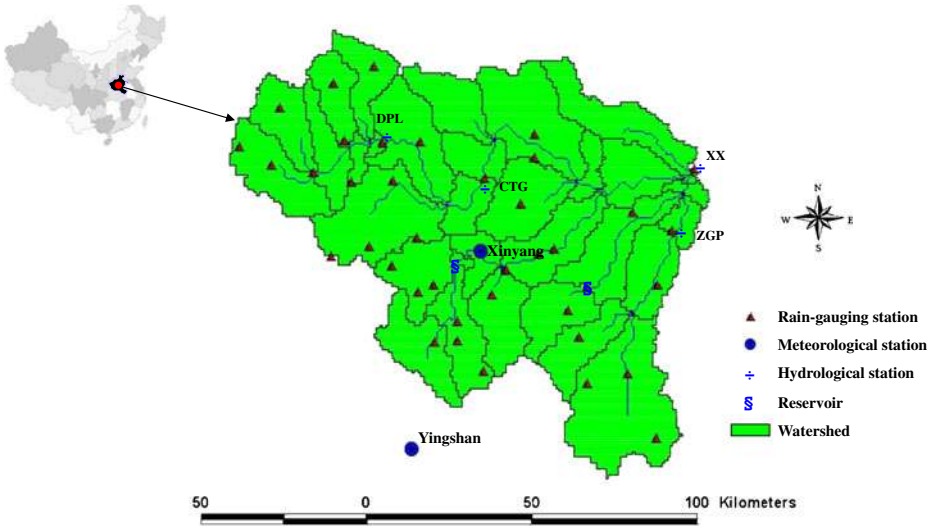 DPL
XX
CTG
ZGP
Xinyang
Yingshan
N
W E
S
Rain-gauging station
Meteorological station
Hydrological station
Reservoir
Watershed
50 0 50 100 Kilometers